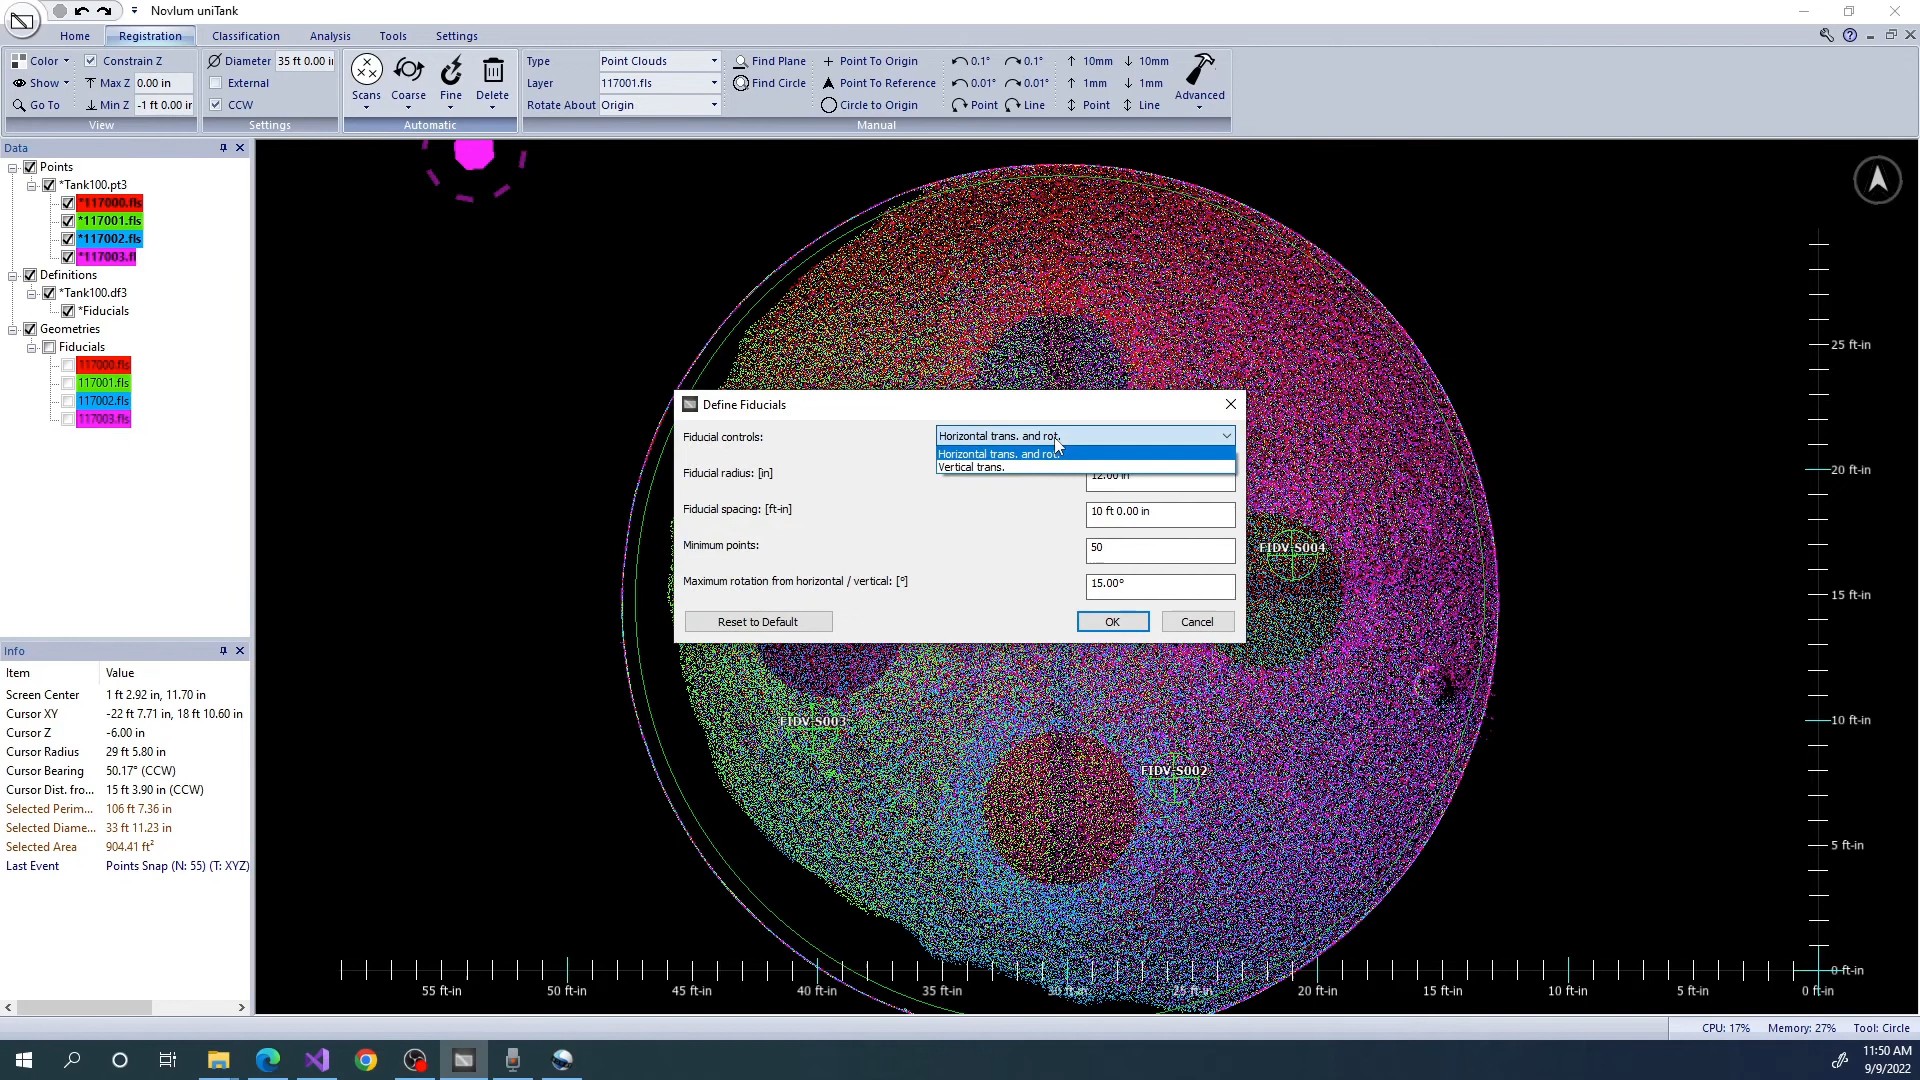 Novlum uniTank
Home Registration Classification Analysis Tools Settings
Color Constrain Z Diameter 35 ft 0.00 i Type Point Clouds Find Plane Point To Origin 0.1° 0.1° 10mm 10mm
Show Max Z 0.00 in External Layer 117001.fls Find Circle Point To Reference 0.01° 0.01° 1mm 1mm
Go To Min Z -1 ft 0.00 in CCW Scans Coarse Fine Delete Rotate About Origin Circle to Origin Point Line Point Line Advanced
View Settings Automatic Manual
Data
Points
*Tank100.pt3
*117000.fls
*117001.fls
*117002.fls
*117003.fl
Definitions
*Tank100.df3
*Fiducials
Geometries
Fiducials
117000.fls
117001.fls
117002.fls
117003.fls
Info
Item Value
Screen Center 1 ft 2.92 in, 11.70 in
Cursor XY -22 ft 7.71 in, 18 ft 10.60 in
Cursor Z -6.00 in
Cursor Radius 29 ft 5.80 in
Cursor Bearing 50.17° (CCW)
Cursor Dist. fro... 15 ft 3.90 in (CCW)
Selected Perim... 106 ft 7.36 in
Selected Diame... 33 ft 11.23 in
Selected Area 904.41 ft²
Last Event Points Snap (N: 55) (T: XYZ)
Define Fiducials
Fiducial controls: Horizontal trans. and rot.
Horizontal trans. and rot.
Vertical trans.
Fiducial radius: [in] 12.00 in
Fiducial spacing: [ft-in] 10 ft 0.00 in
Minimum points: 50
Maximum rotation from horizontal / vertical: [°] 15.00°
Reset to Default OK Cancel
FIDV-S004
FIDV-S003
FIDV-S002
25 ft-in
20 ft-in
15 ft-in
10 ft-in
5 ft-in
0 ft-in
55 ft-in 50 ft-in 45 ft-in 40 ft-in 35 ft-in 30 ft-in 25 ft-in 20 ft-in 15 ft-in 10 ft-in 5 ft-in 0 ft-in
CPU: 17% Memory: 27% Tool: Circle
11:50 AM
9/9/2022